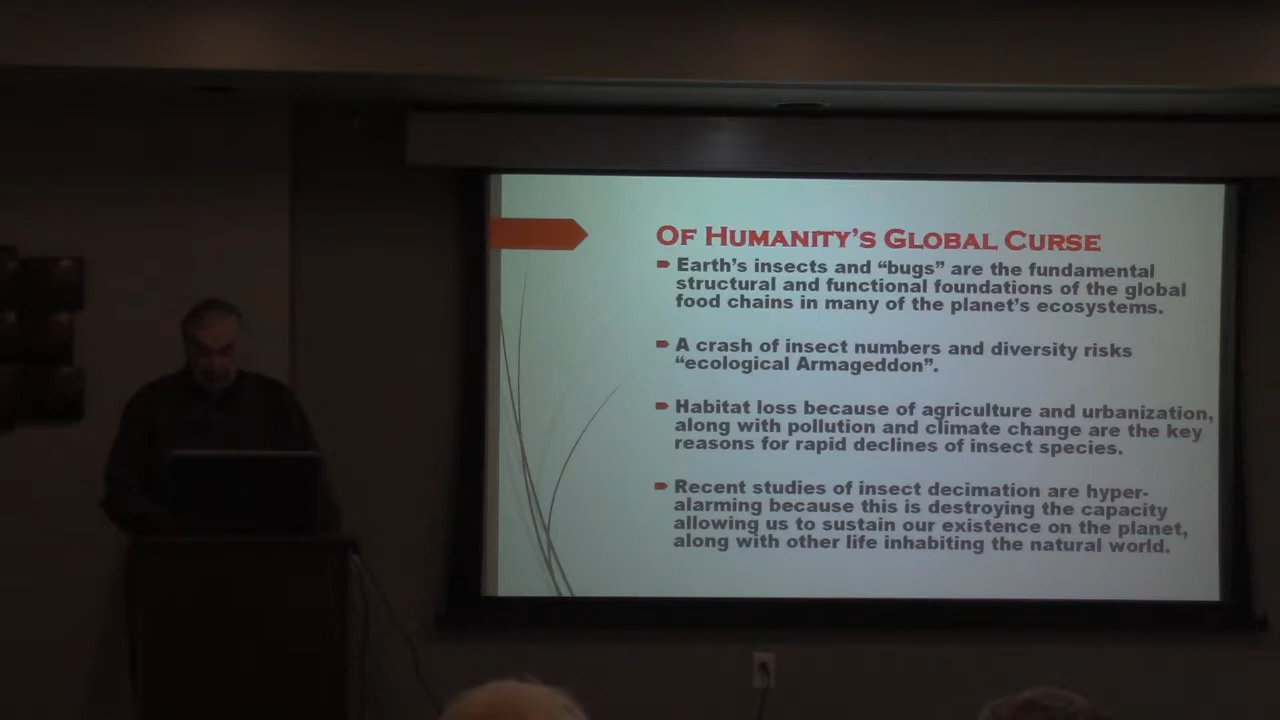 Of Humanity's Global Curse
Earth's insects and “bugs” are the fundamental
structural and functional foundations of the global
food chains in many of the planet's ecosystems.
A crash of insect numbers and diversity risks
“ecological Armageddon”.
Habitat loss because of agriculture and urbanization,
along with pollution and climate change are the key
reasons for rapid declines of insect species.
Recent studies of insect decimation are hyper-
alarming because this is destroying the capacity
allowing us to sustain our existence on the planet,
along with other life inhabiting the natural world.